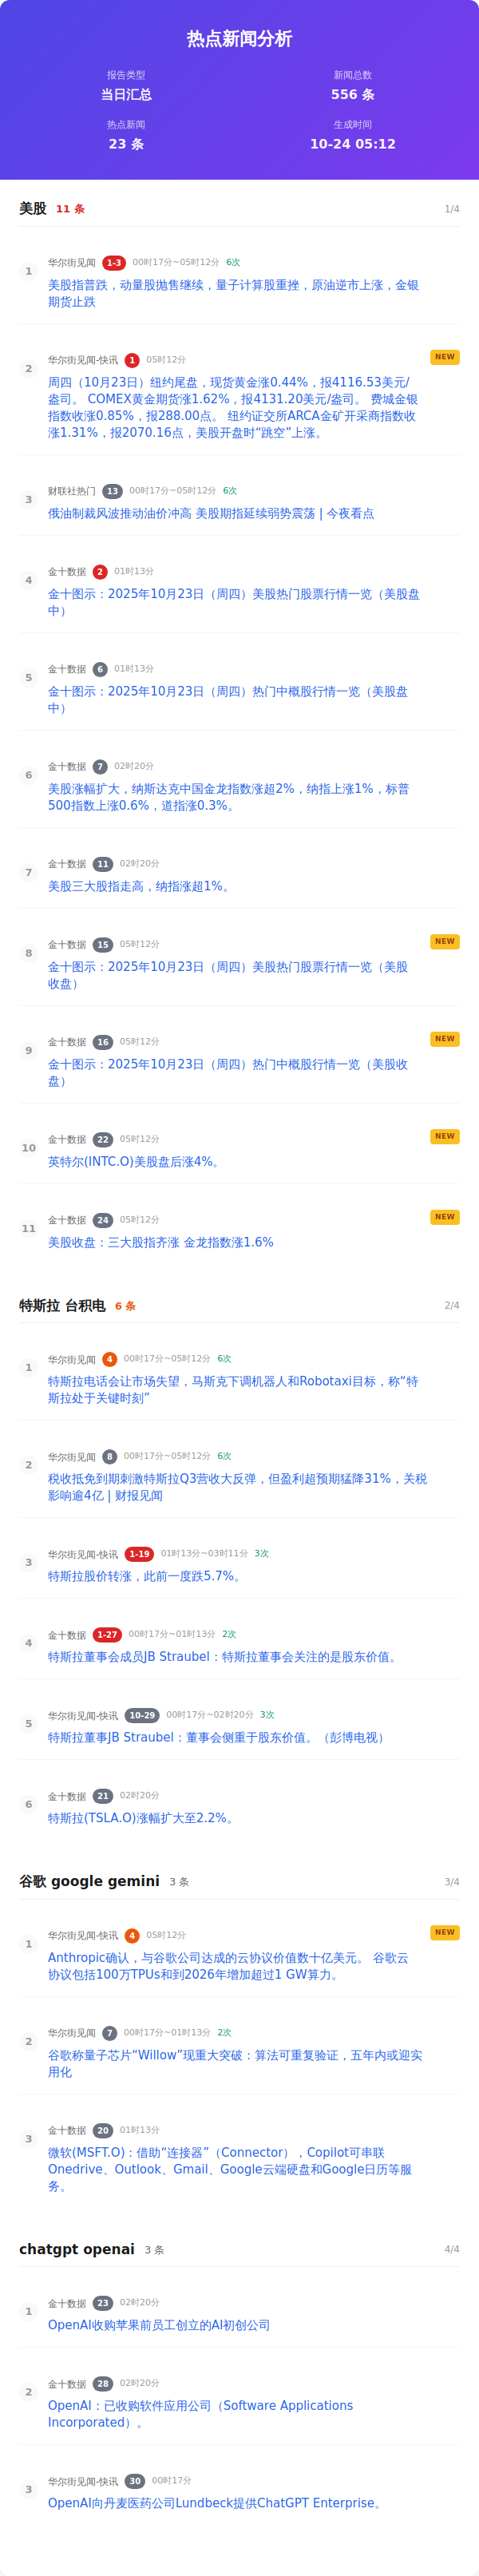 热点新闻分析
报告类型
当日汇总
新闻总数
556 条
热点新闻
23 条
生成时间
10-24 05:12
美股 11 条 1/4
1
华尔街见闻 1-3 00时17分~05时12分 6次
美股指普跌，动量股抛售继续，量子计算股重挫，原油逆市上涨，金银
期货止跌
2
华尔街见闻-快讯 1 05时12分 NEW
周四（10月23日）纽约尾盘，现货黄金涨0.44%，报4116.53美元/
盎司。 COMEX黄金期货涨1.62%，报4131.20美元/盎司。 费城金银
指数收涨0.85%，报288.00点。 纽约证交所ARCA金矿开采商指数收
涨1.31%，报2070.16点，美股开盘时“跳空”上涨。
3
财联社热门 13 00时17分~05时12分 6次
俄油制裁风波推动油价冲高 美股期指延续弱势震荡 | 今夜看点
4
金十数据 2 01时13分
金十图示：2025年10月23日（周四）美股热门股票行情一览（美股盘
中）
5
金十数据 6 01时13分
金十图示：2025年10月23日（周四）热门中概股行情一览（美股盘
中）
6
金十数据 7 02时20分
美股涨幅扩大，纳斯达克中国金龙指数涨超2%，纳指上涨1%，标普
500指数上涨0.6%，道指涨0.3%。
7
金十数据 11 02时20分
美股三大股指走高，纳指涨超1%。
8
金十数据 15 05时12分 NEW
金十图示：2025年10月23日（周四）美股热门股票行情一览（美股
收盘）
9
金十数据 16 05时12分 NEW
金十图示：2025年10月23日（周四）热门中概股行情一览（美股收
盘）
10
金十数据 22 05时12分 NEW
英特尔(INTC.O)美股盘后涨4%。
11
金十数据 24 05时12分 NEW
美股收盘：三大股指齐涨 金龙指数涨1.6%
特斯拉 台积电 6 条 2/4
1
华尔街见闻 4 00时17分~05时12分 6次
特斯拉电话会让市场失望，马斯克下调机器人和Robotaxi目标，称“特
斯拉处于关键时刻”
2
华尔街见闻 8 00时17分~05时12分 6次
税收抵免到期刺激特斯拉Q3营收大反弹，但盈利超预期猛降31%，关税
影响逾4亿 | 财报见闻
3
华尔街见闻-快讯 1-19 01时13分~03时11分 3次
特斯拉股价转涨，此前一度跌5.7%。
4
金十数据 1-27 00时17分~01时13分 2次
特斯拉董事会成员JB Straubel：特斯拉董事会关注的是股东价值。
5
华尔街见闻-快讯 10-29 00时17分~02时20分 3次
特斯拉董事JB Straubel：董事会侧重于股东价值。（彭博电视）
6
金十数据 21 02时20分
特斯拉(TSLA.O)涨幅扩大至2.2%。
谷歌 google gemini 3 条 3/4
1
华尔街见闻-快讯 4 05时12分 NEW
Anthropic确认，与谷歌公司达成的云协议价值数十亿美元。 谷歌云
协议包括100万TPUs和到2026年增加超过1 GW算力。
2
华尔街见闻 7 00时17分~01时13分 2次
谷歌称量子芯片“Willow”现重大突破：算法可重复验证，五年内或迎实
用化
3
金十数据 20 01时13分
微软(MSFT.O)：借助“连接器”（Connector），Copilot可串联
Onedrive、Outlook、Gmail、Google云端硬盘和Google日历等服
务。
chatgpt openai 3 条 4/4
1
金十数据 23 02时20分
OpenAI收购苹果前员工创立的AI初创公司
2
金十数据 28 02时20分
OpenAI：已收购软件应用公司（Software Applications
Incorporated）。
3
华尔街见闻-快讯 30 00时17分
OpenAI向丹麦医药公司Lundbeck提供ChatGPT Enterprise。